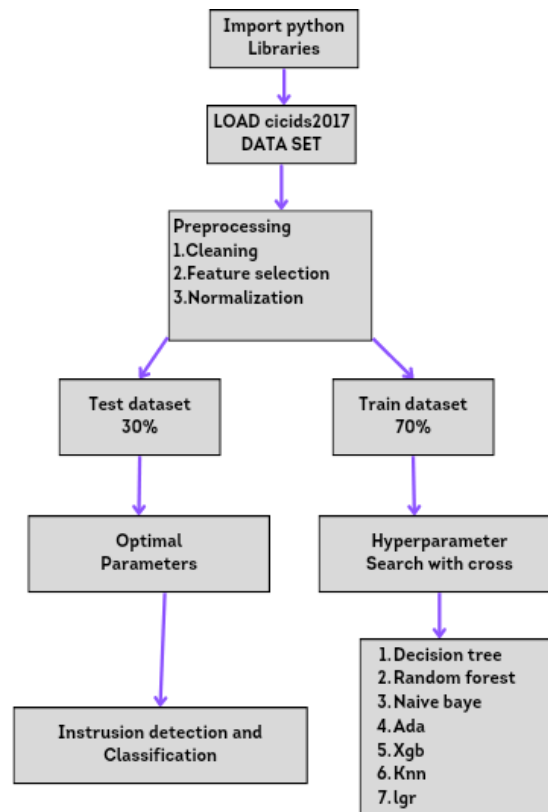 Import python
Libraries
LOAD cicids2017
DATA SET
Preprocessing
1.Cleaning
2.Feature selection
3.Normalization
Test dataset
30%
Train dataset
70%
Optimal
Parameters
Hyperparameter
Search with cross
Instrusion detection and
Classification
1.Decision tree
2.Random forest
3.Naive baye
4.Ada
5.Xgb
6.Knn
7.lgr